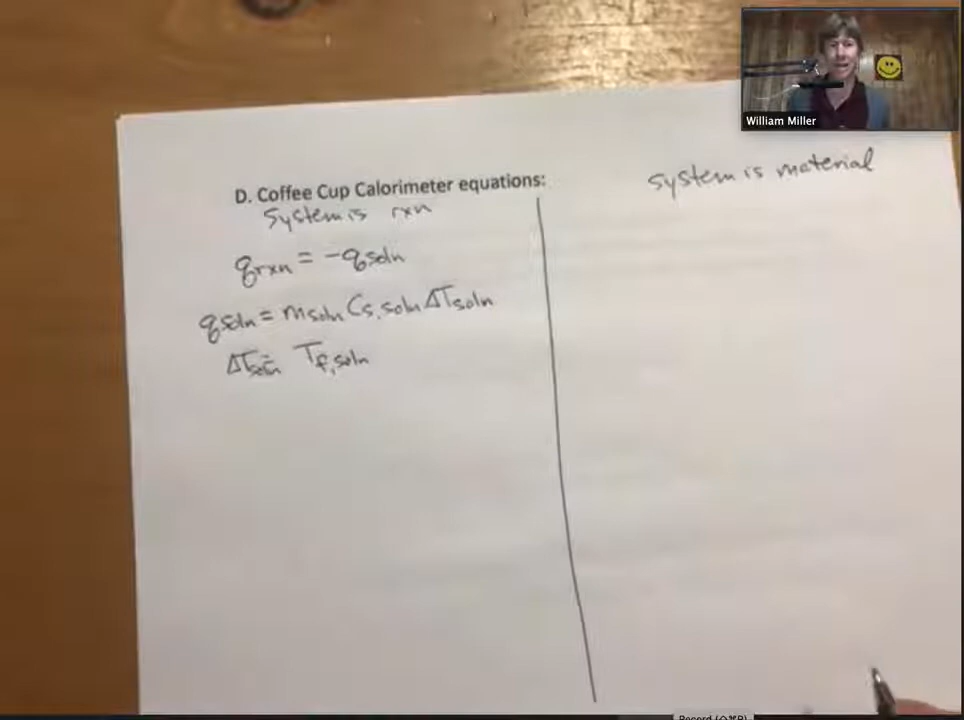 William Miller
system is material
D. Coffee Cup Calorimeter equations:
System is rxn
qrxn = -qsoln
qsoln = msoln Cs,soln ΔTsoln
ΔTsoln = Tf,soln
Record (⌃⌘R)